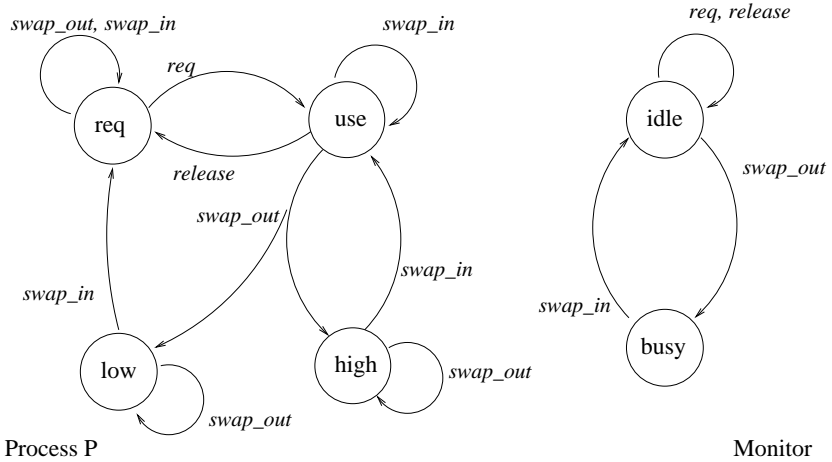 swap_out, swap_in
req
swap_in
req, release
req
use
idle
release
swap_out
swap_out
swap_in
swap_in
swap_in
low
high
busy
swap_out
swap_out
Process P
Monitor